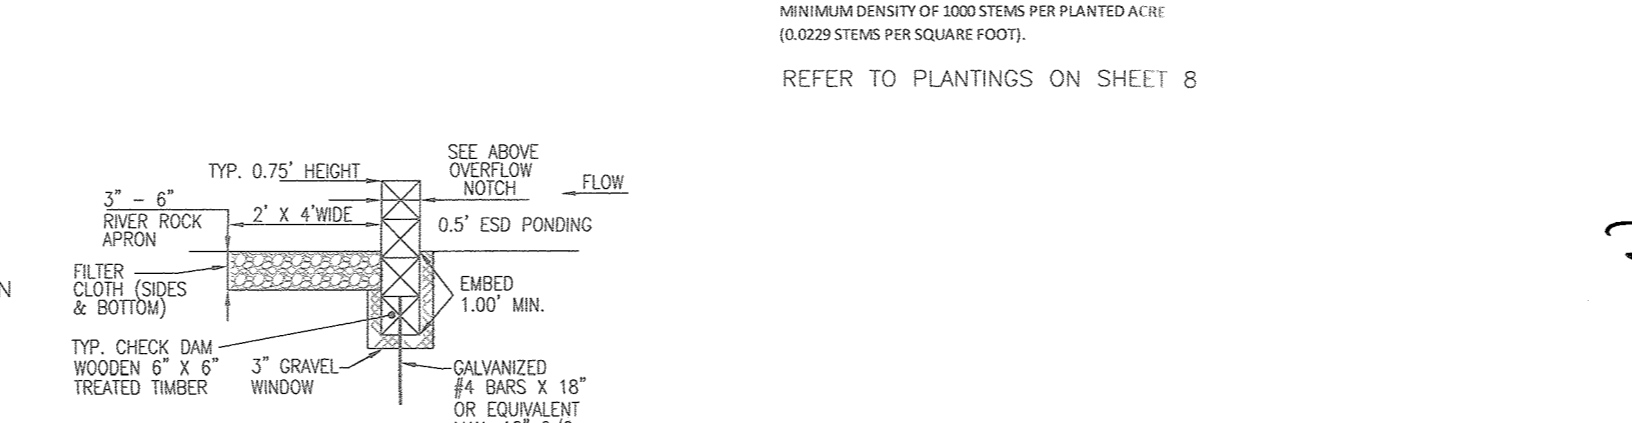 MINIMUM DENSITY OF 1000 STEMS PER PLANTED ACRE
(0.0229 STEMS PER SQUARE FOOT).
REFER TO PLANTINGS ON SHEET 8
SEE ABOVE
OVERFLOW
NOTCH
TYP. 0.75' HEIGHT
FLOW
3" - 6"
RIVER ROCK
APRON
2' X 4'WIDE
0.5' ESD PONDING
FILTER
CLOTH (SIDES
& BOTTOM)
EMBED
1.00' MIN.
N
TYP. CHECK DAM
WOODEN 6" X 6"
TREATED TIMBER
3" GRAVEL
WINDOW
GALVANIZED
#4 BARS X 18"
OR EQUIVALENT